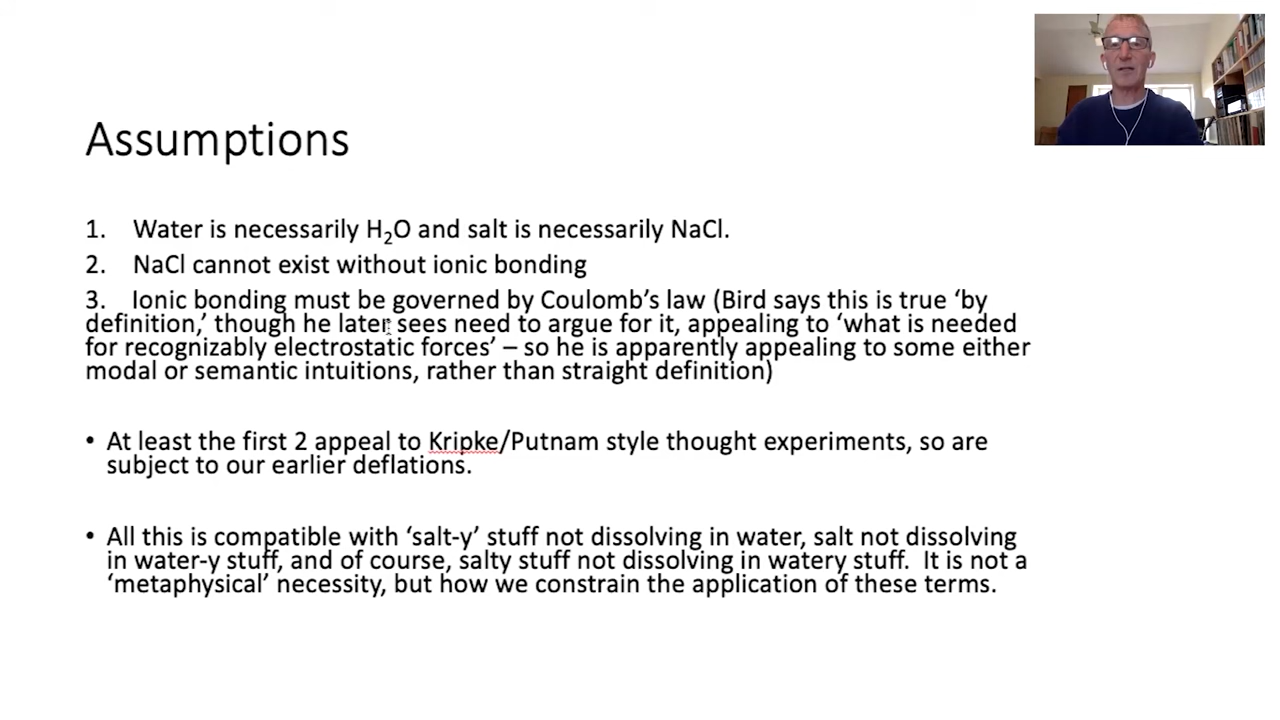 Assumptions
1. Water is necessarily H₂O and salt is necessarily NaCl.
2. NaCl cannot exist without ionic bonding
3. Ionic bonding must be governed by Coulomb’s law (Bird says this is true ‘by
definition,’ though he later sees need to argue for it, appealing to ‘what is needed
for recognizably electrostatic forces’ – so he is apparently appealing to some either
modal or semantic intuitions, rather than straight definition)
• At least the first 2 appeal to Kripke/Putnam style thought experiments, so are
subject to our earlier deflations.
• All this is compatible with ‘salt-y’ stuff not dissolving in water, salt not dissolving
in water-y stuff, and of course, salty stuff not dissolving in watery stuff. It is not a
‘metaphysical’ necessity, but how we constrain the application of these terms.